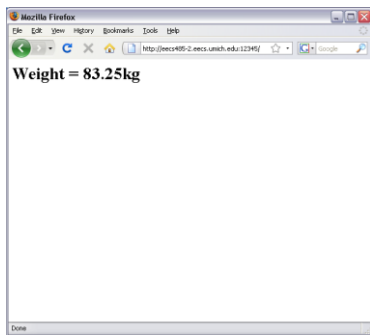 Mozilla Firefox
File Edit View History Bookmarks Tools Help
http://eecs485-2.eecs.umich.edu:12345/ Google
Weight = 83.25kg
Done